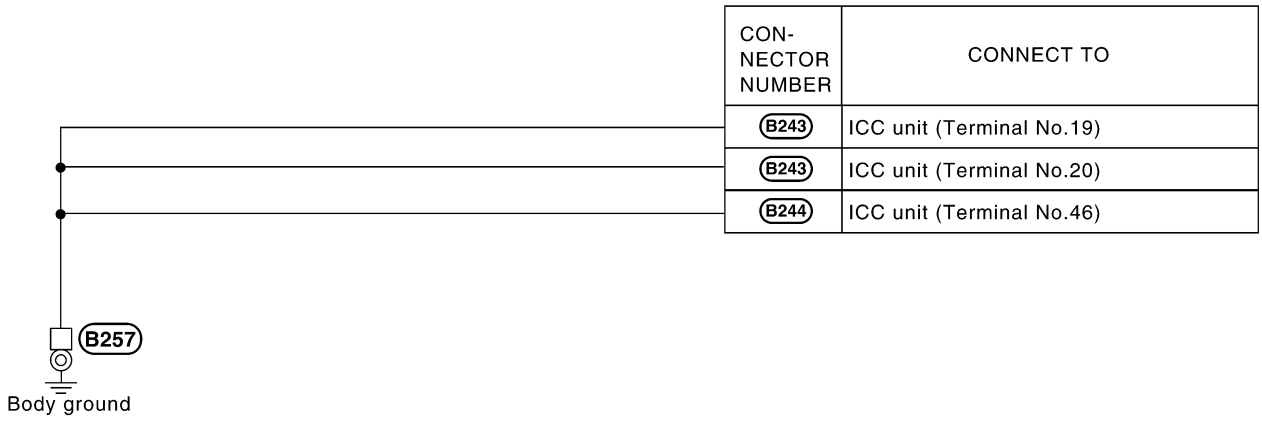 CON-
NECTOR
NUMBER
CONNECT TO
B243
ICC unit (Terminal No.19)
B243
ICC unit (Terminal No.20)
B244
ICC unit (Terminal No.46)
B257
Body ground